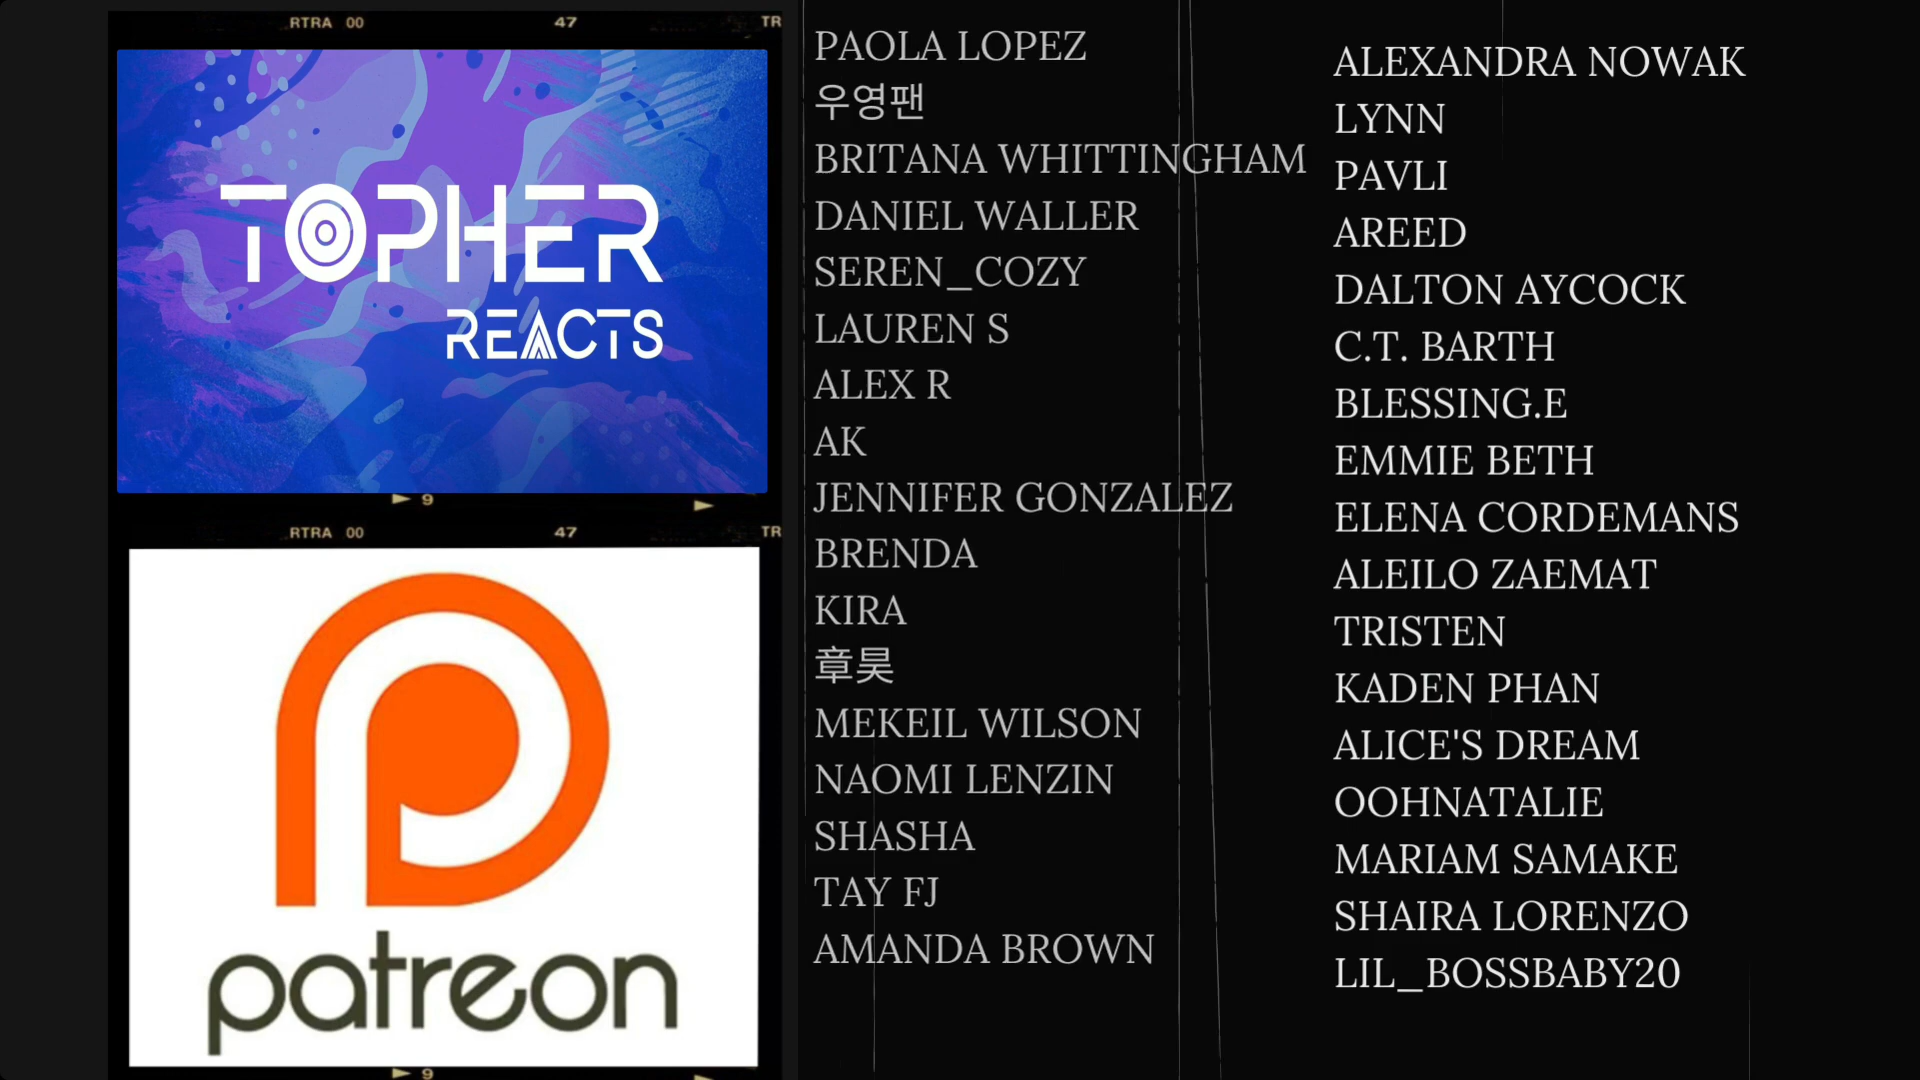 RTRA 00 47 TR
TOPHER
REACTS
9
RTRA 00 47 TR
patreon
9
PAOLA LOPEZ
우영팬
BRITANA WHITTINGHAM
DANIEL WALLER
SEREN_COZY
LAUREN S
ALEX R
AK
JENNIFER GONZALEZ
BRENDA
KIRA
章昊
MEKEIL WILSON
NAOMI LENZIN
SHASHA
TAY FJ
AMANDA BROWN
ALEXANDRA NOWAK
LYNN
PAVLI
AREED
DALTON AYCOCK
C.T. BARTH
BLESSING.E
EMMIE BETH
ELENA CORDEMANS
ALEILO ZAEMAT
TRISTEN
KADEN PHAN
ALICE'S DREAM
OOHNATALIE
MARIAM SAMAKE
SHAIRA LORENZO
LIL_BOSSBABY20